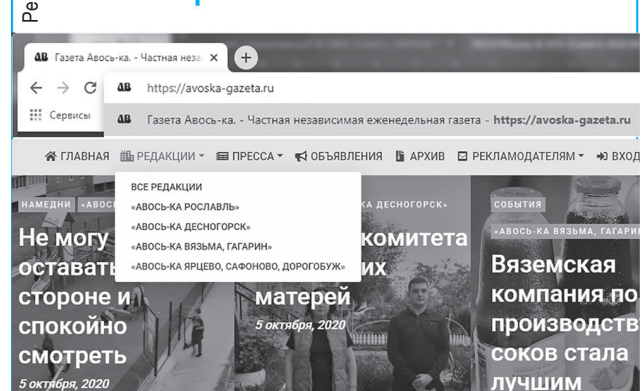 Ре
АВ Газета Авось-ка. - Частная неза × +
АВ https://avoska-gazeta.ru
Сервисы АВ Газета Авось-ка. - Частная независимая еженедельная газета - https://avoska-gazeta.ru
ГЛАВНАЯ РЕДАКЦИИ ПРЕССА ОБЪЯВЛЕНИЯ АРХИВ РЕКЛАМОДАТЕЛЯМ ВХОД
ВСЕ РЕДАКЦИИ
«АВОСЬ-КА РОСЛАВЛЬ»
«АВОСЬ-КА ДЕСНОГОРСК»
«АВОСЬ-КА ВЯЗЬМА, ГАГАРИН»
«АВОСЬ-КА ЯРЦЕВО, САФОНОВО, ДОРОГОБУЖ»
НАМЕДНИ «АВОСЬ
Не могу
оставать
стороне и
спокойно
смотреть
5 октября, 2020
КА ДЕСНОГОРСК»
комитета
их
матерей
5 октября, 2020
СОБЫТИЯ
«АВОСЬ-КА ВЯЗЬМА, ГАГАРИН
Вяземская
компания по
производств
соков стала
лучшим